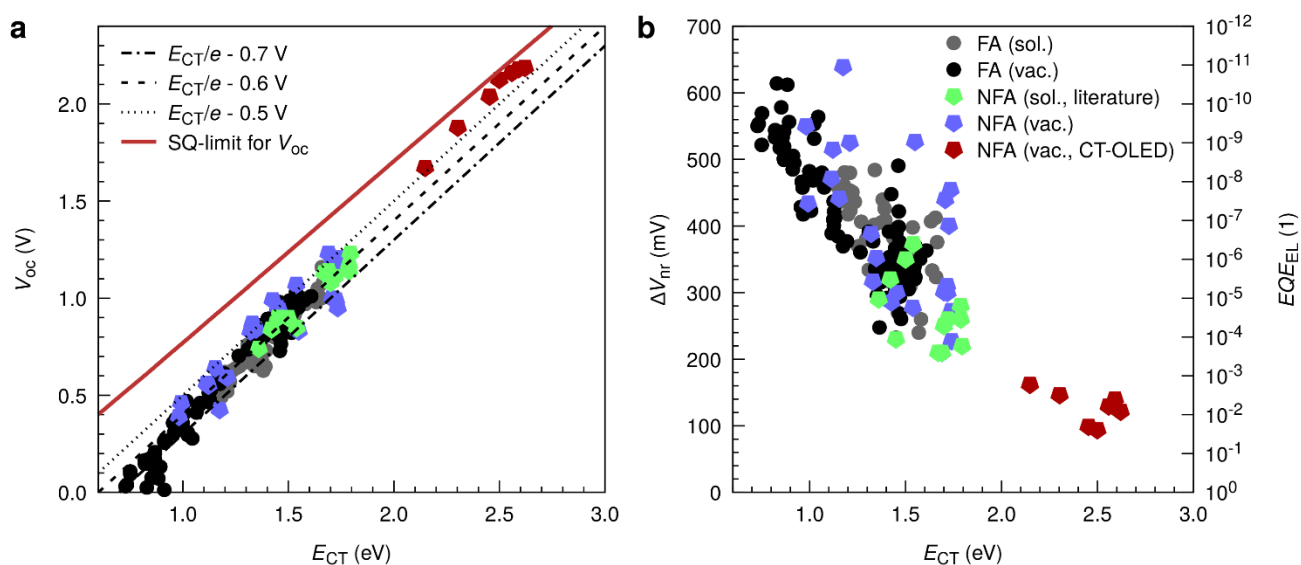 a
E_CT/e - 0.7 V
E_CT/e - 0.6 V
E_CT/e - 0.5 V
SQ-limit for V_oc
V_oc (V)
2.0
1.5
1.0
0.5
0.0
1.0 1.5 2.0 2.5 3.0
E_CT (eV)
b
FA (sol.)
FA (vac.)
NFA (sol., literature)
NFA (vac.)
NFA (vac., CT-OLED)
ΔV_nr (mV)
700
600
500
400
300
200
100
0
1.0 1.5 2.0 2.5 3.0
E_CT (eV)
10^-12
10^-11
10^-10
10^-9
10^-8
10^-7
10^-6
10^-5
10^-4
10^-3
10^-2
10^-1
10^0
EQE_EL (1)